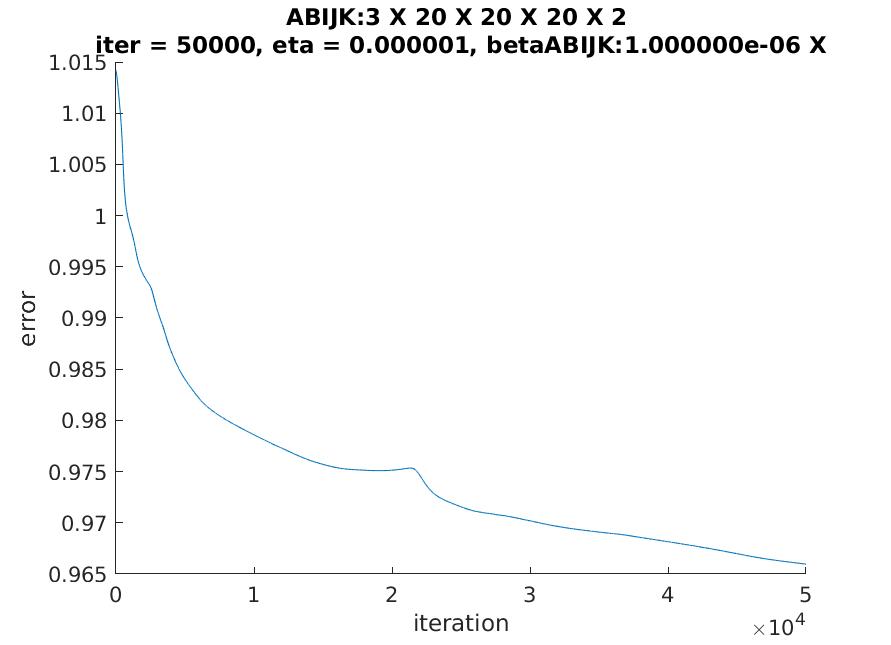 ABIJK:3 X 20 X 20 X 20 X 2
iter = 50000, eta = 0.000001, betaABIJK:1.000000e-06 X
1.015
1.01
1.005
1
0.995
0.99
0.985
0.98
0.975
0.97
0.965
error
0 1 2 3 4 5
iteration
×10⁴